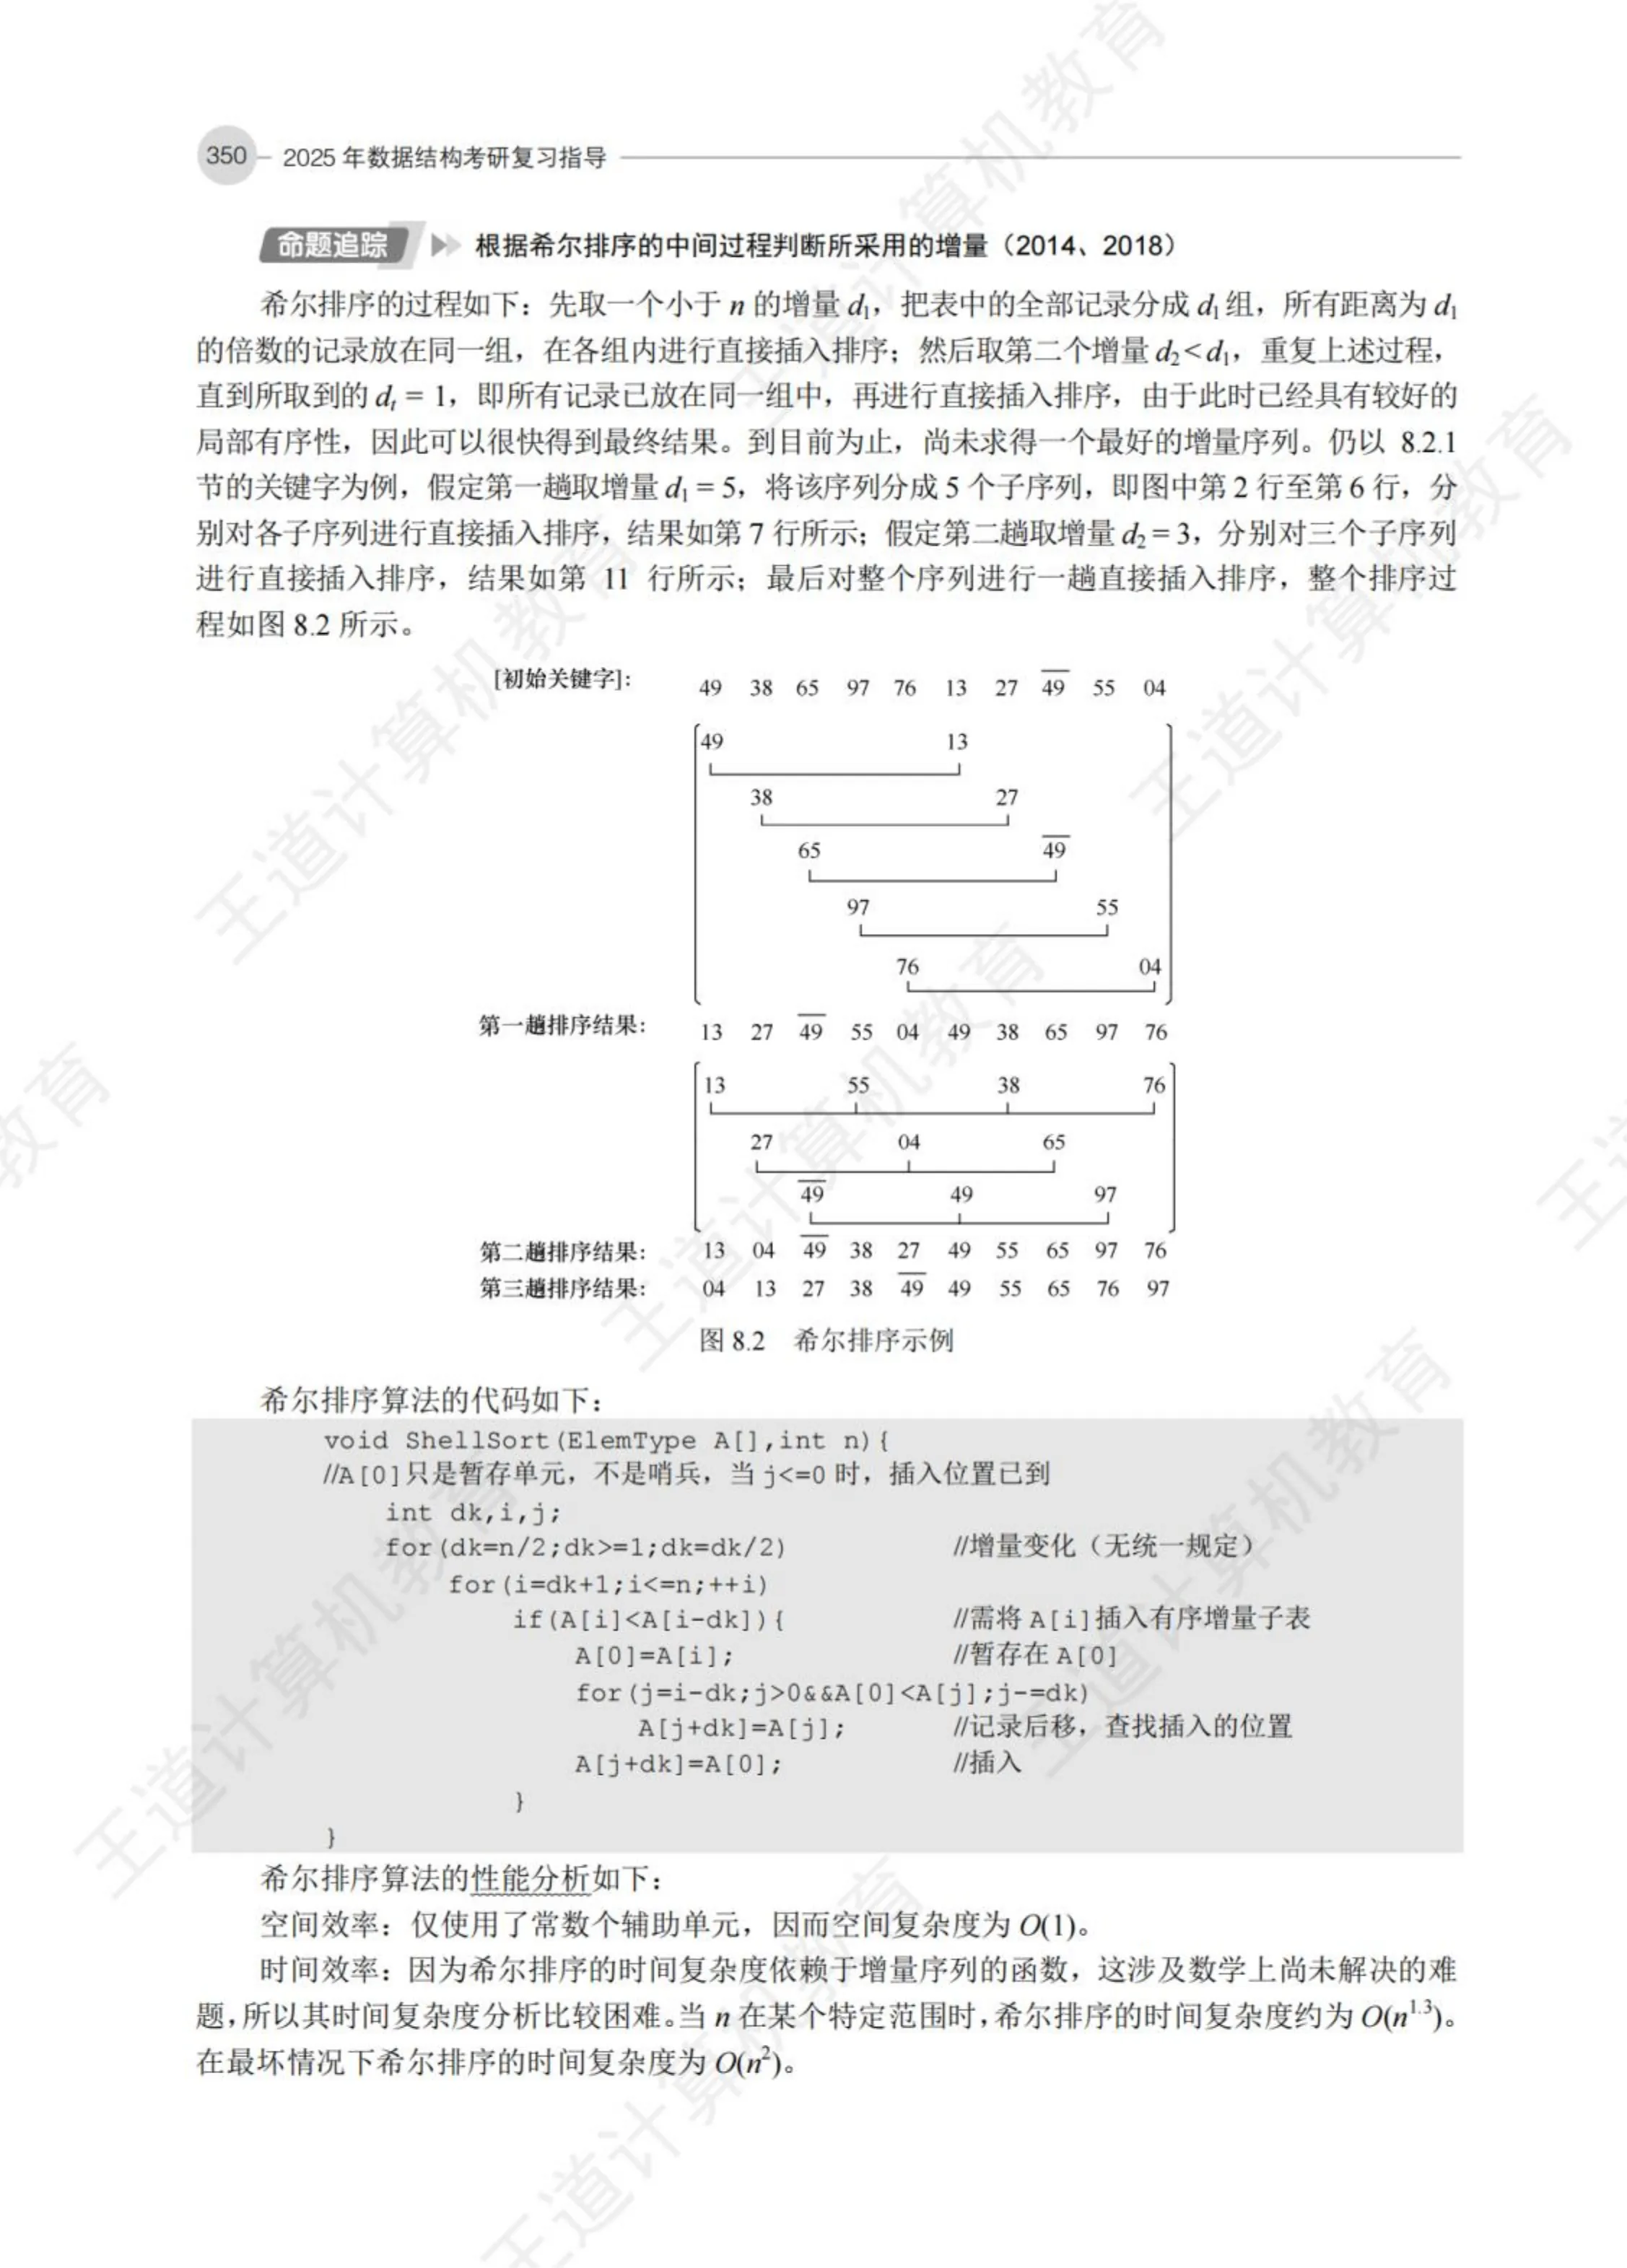 350 2025 年数据结构考研复习指导
命题追踪 根据希尔排序的中间过程判断所采用的增量（2014、2018）
希尔排序的过程如下：先取一个小于 n 的增量 d₁，把表中的全部记录分成 d₁ 组，所有距离为 d₁
的倍数的记录放在同一组，在各组内进行直接插入排序；然后取第二个增量 d₂<d₁，重复上述过程，
直到所取到的 dₜ = 1，即所有记录已放在同一组中，再进行直接插入排序，由于此时已经具有较好的
局部有序性，因此可以很快得到最终结果。到目前为止，尚未求得一个最好的增量序列。仍以 8.2.1
节的关键字为例，假定第一趟取增量 d₁ = 5，将该序列分成 5 个子序列，即图中第 2 行至第 6 行，分
别对各子序列进行直接插入排序，结果如第 7 行所示；假定第二趟取增量 d₂ = 3，分别对三个子序列
进行直接插入排序，结果如第 11 行所示；最后对整个序列进行一趟直接插入排序，整个排序过
程如图 8.2 所示。
[初始关键字]： 49 38 65 97 76 13 27 4̅9̅ 55 04
49 13
38 27
65 4̅9̅
97 55
76 04
第一趟排序结果： 13 27 4̅9̅ 55 04 49 38 65 97 76
13 55 38 76
27 04 65
4̅9̅ 49 97
第二趟排序结果： 13 04 4̅9̅ 38 27 49 55 65 97 76
第三趟排序结果： 04 13 27 38 4̅9̅ 49 55 65 76 97
图 8.2 希尔排序示例
希尔排序算法的代码如下：
void ShellSort(ElemType A[],int n){
//A[0]只是暂存单元，不是哨兵，当 j<=0 时，插入位置已到
int dk,i,j;
for(dk=n/2;dk>=1;dk=dk/2) //增量变化（无统一规定）
for(i=dk+1;i<=n;++i)
if(A[i]<A[i-dk]){ //需将 A[i]插入有序增量子表
A[0]=A[i]; //暂存在 A[0]
for(j=i-dk;j>0&&A[0]<A[j];j-=dk)
A[j+dk]=A[j]; //记录后移，查找插入的位置
A[j+dk]=A[0]; //插入
}
}
希尔排序算法的性能分析如下：
空间效率：仅使用了常数个辅助单元，因而空间复杂度为 O(1)。
时间效率：因为希尔排序的时间复杂度依赖于增量序列的函数，这涉及数学上尚未解决的难
题，所以其时间复杂度分析比较困难。当 n 在某个特定范围时，希尔排序的时间复杂度约为 O(n¹·³)。
在最坏情况下希尔排序的时间复杂度为 O(n²)。
王道计算机教育